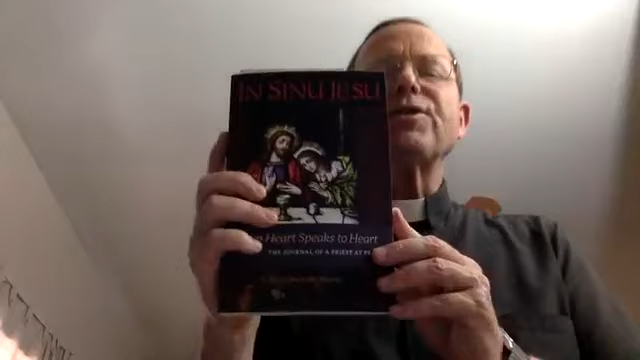 IN SINU JESU
Heart Speaks to Heart
THE JOURNAL OF A PRIEST AT